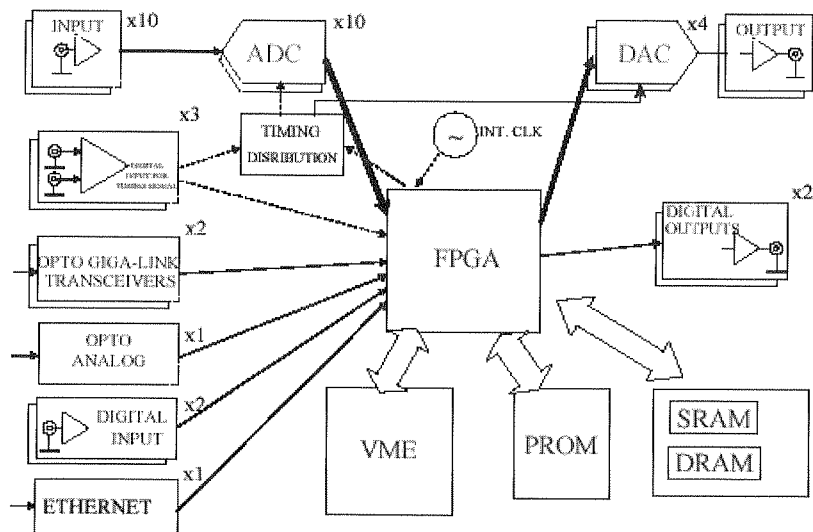 INPUT
x10
ADC
x10
DAC
x4
OUTPUT
x3
DIGITAL
INPUT FOR
TIMING SIGNAL
TIMING
DISRIBUTION
~
INT. CLK
x2
OPTO GIGA-LINK
TRANSCEIVERS
FPGA
DIGITAL
OUTPUTS
x2
x1
OPTO
ANALOG
x2
DIGITAL
INPUT
x1
ETHERNET
VME
PROM
SRAM
DRAM